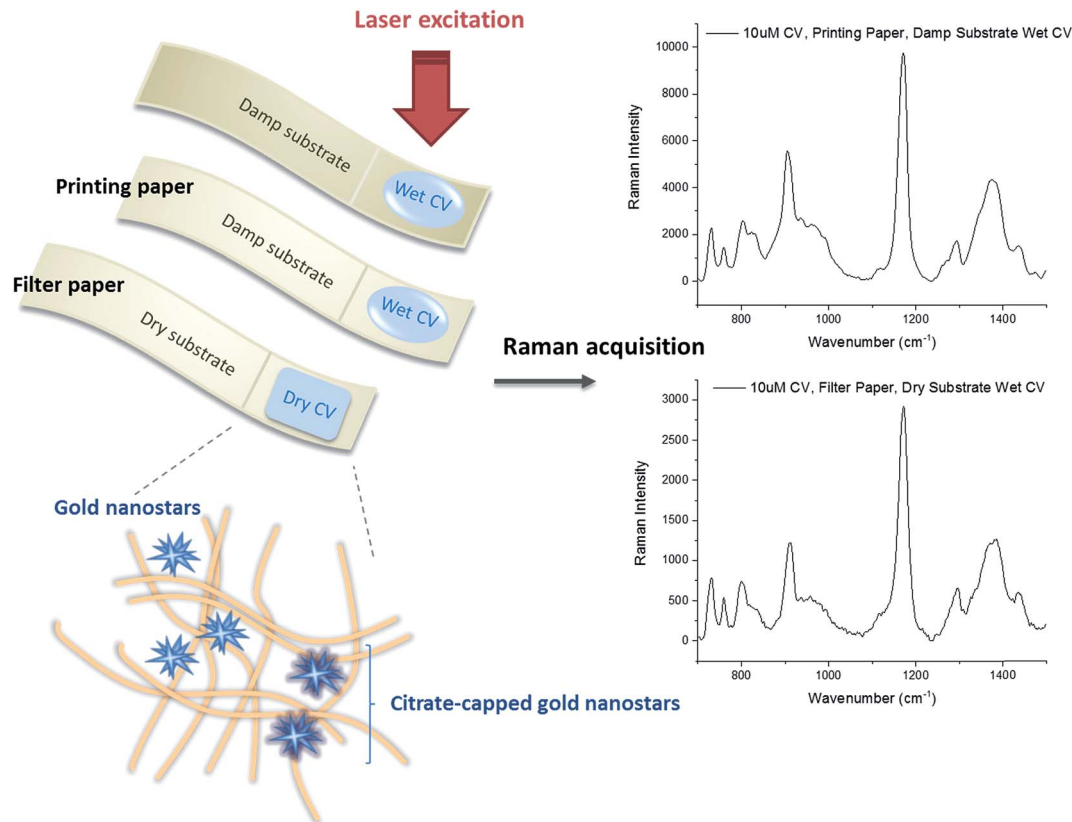 Laser excitation
Damp substrate
Wet CV
Printing paper
Damp substrate
Wet CV
Filter paper
Dry substrate
Dry CV
Raman acquisition
Gold nanostars
Citrate-capped gold nanostars
10uM CV, Printing Paper, Damp Substrate Wet CV
Raman Intensity
10000
8000
6000
4000
2000
0
800
1000
1200
1400
Wavenumber (cm⁻¹)
10uM CV, Filter Paper, Dry Substrate Wet CV
Raman Intensity
3000
2500
2000
1500
1000
500
0
800
1000
1200
1400
Wavenumber (cm⁻¹)